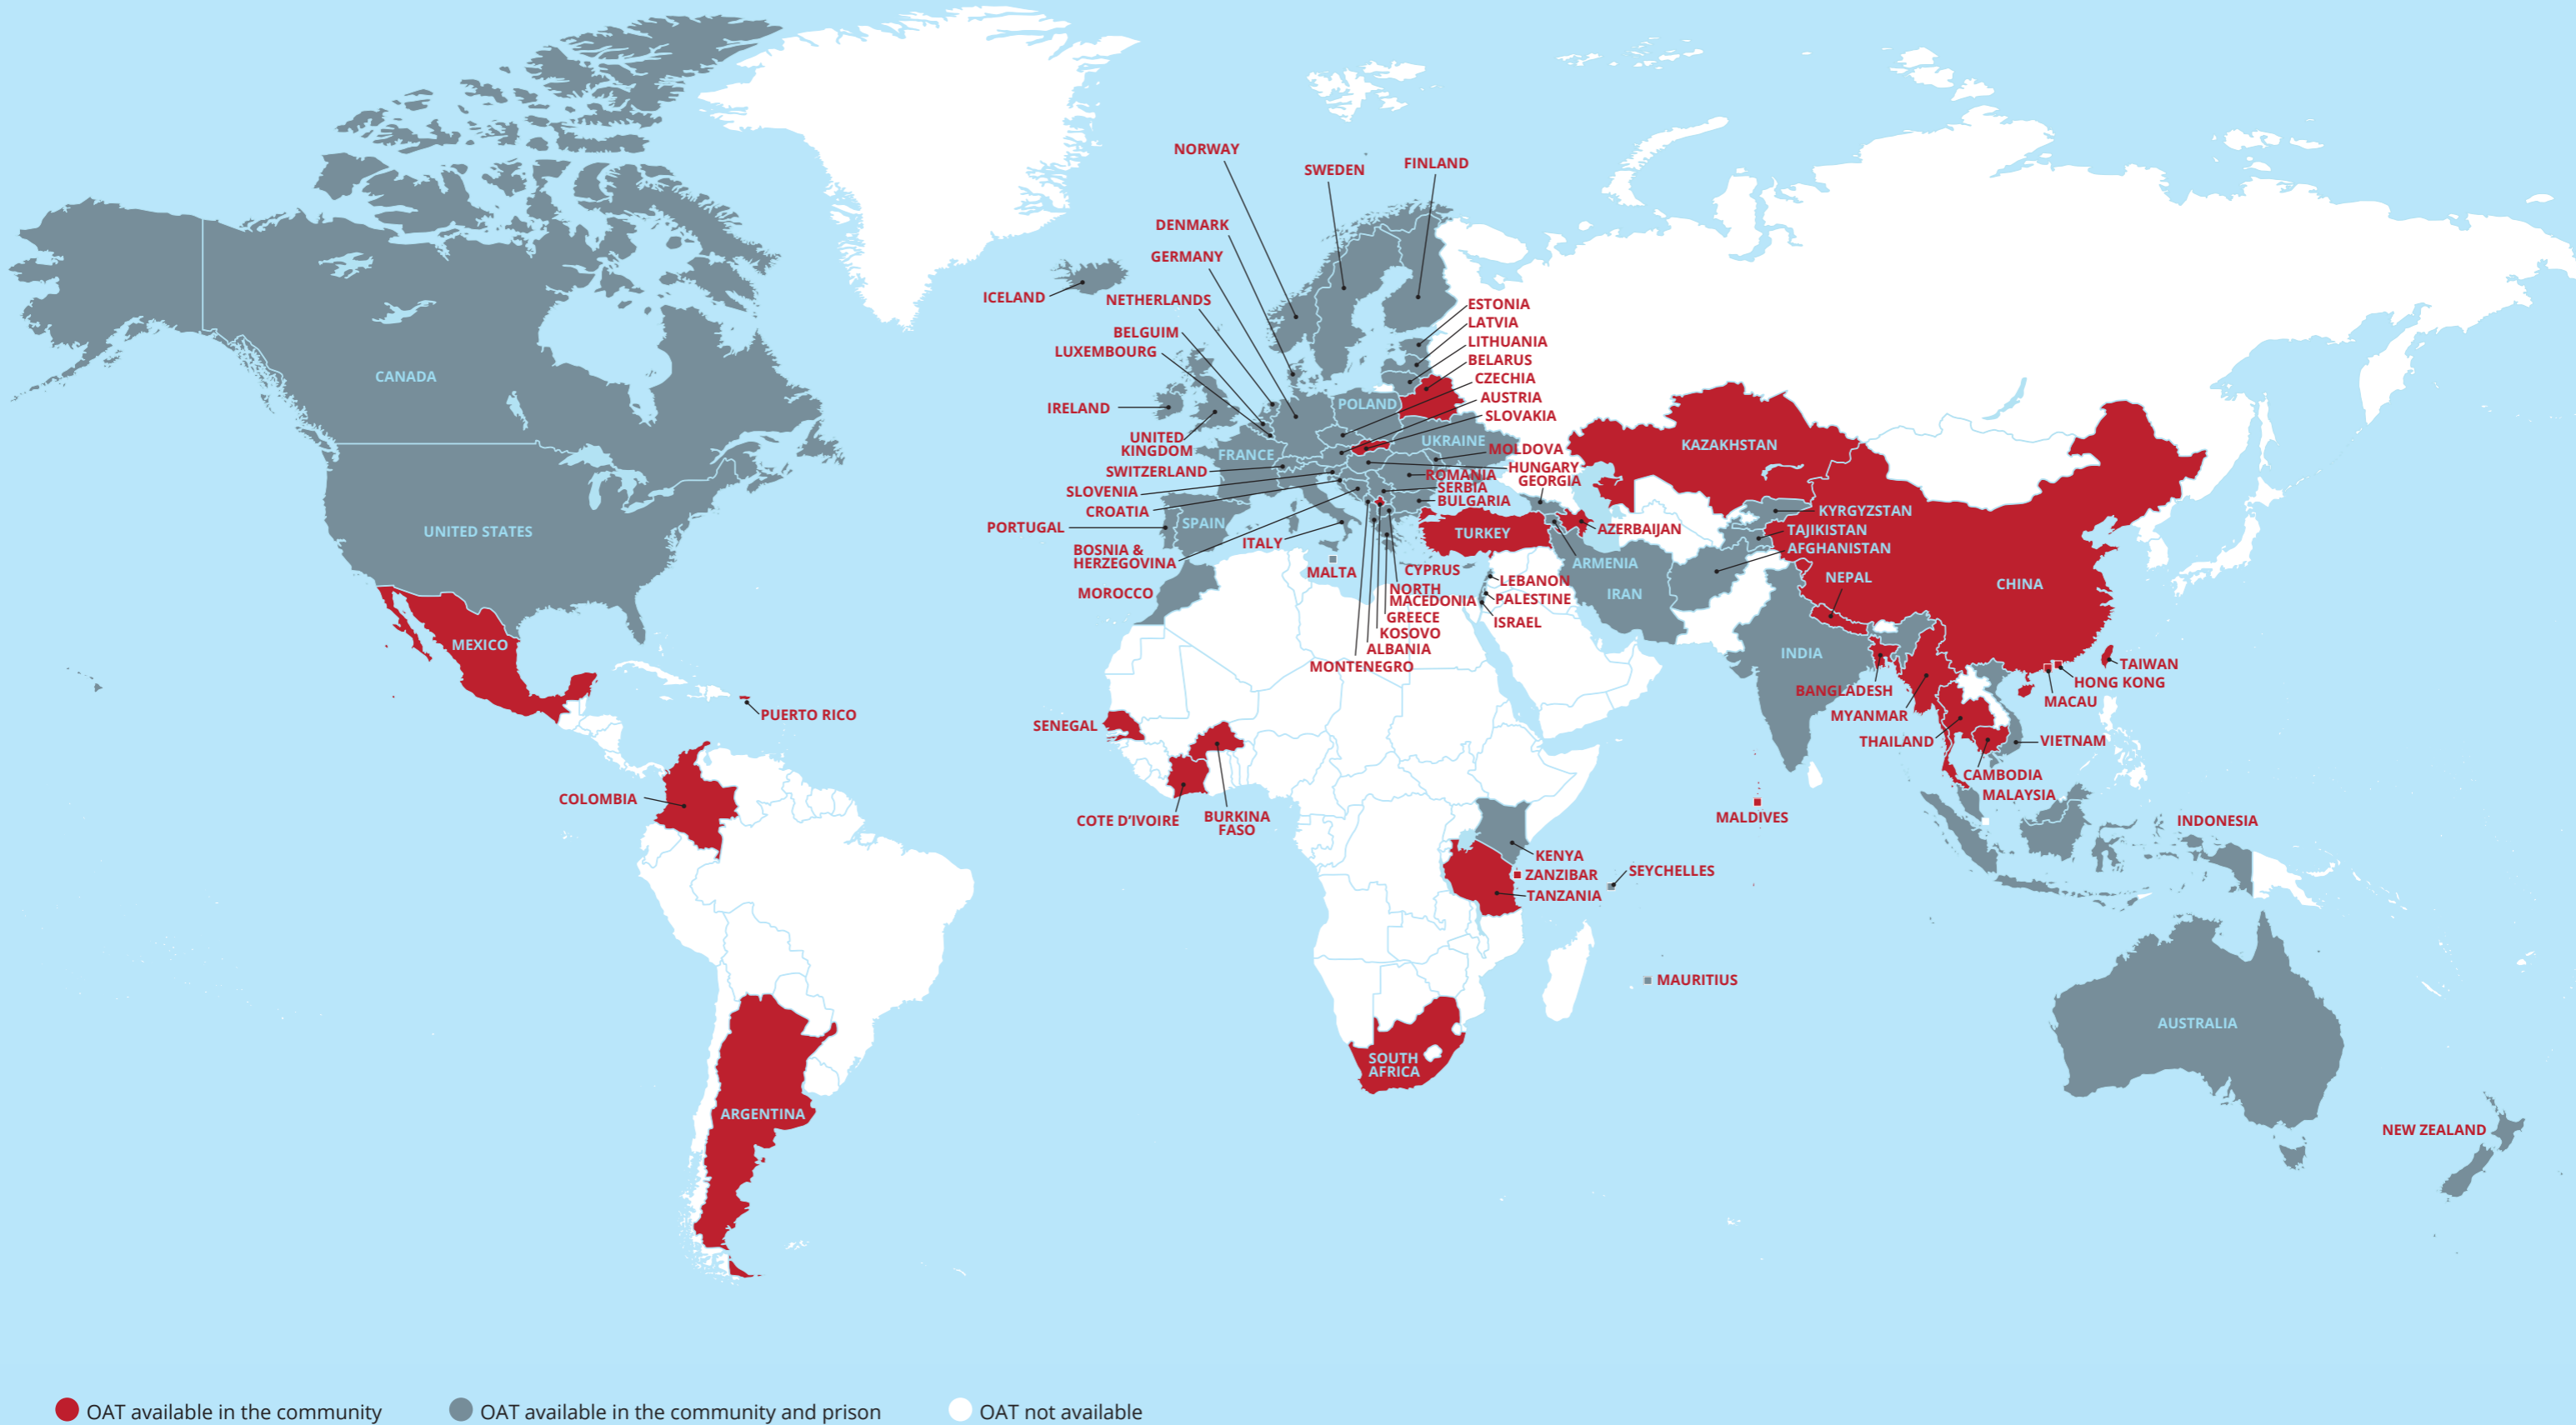 NORWAY
SWEDEN
FINLAND
DENMARK
GERMANY
ICELAND
NETHERLANDS
BELGUIM
LUXEMBOURG
ESTONIA
LATVIA
LITHUANIA
BELARUS
CZECHIA
AUSTRIA
SLOVAKIA
CANADA
IRELAND
POLAND
UNITED
KINGDOM
FRANCE
UKRAINE
MOLDOVA
KAZAKHSTAN
SWITZERLAND
HUNGARY
ROMANIA
GEORGIA
SLOVENIA
SERBIA
BULGARIA
CROATIA
KYRGYZSTAN
PORTUGAL
SPAIN
UNITED STATES
TURKEY
AZERBAIJAN
TAJIKISTAN
ITALY
BOSNIA &
HERZEGOVINA
AFGHANISTAN
ARMENIA
MALTA
CYPRUS
LEBANON
NEPAL
CHINA
MOROCCO
NORTH
MACEDONIA
PALESTINE
IRAN
GREECE
ISRAEL
KOSOVO
ALBANIA
MONTENEGRO
MEXICO
INDIA
TAIWAN
HONG KONG
BANGLADESH
MACAU
PUERTO RICO
MYANMAR
SENEGAL
THAILAND
VIETNAM
CAMBODIA
MALAYSIA
COLOMBIA
COTE D'IVOIRE
BURKINA
FASO
MALDIVES
INDONESIA
KENYA
ZANZIBAR
SEYCHELLES
TANZANIA
MAURITIUS
AUSTRALIA
SOUTH
AFRICA
ARGENTINA
NEW ZEALAND
OAT available in the community
OAT available in the community and prison
OAT not available